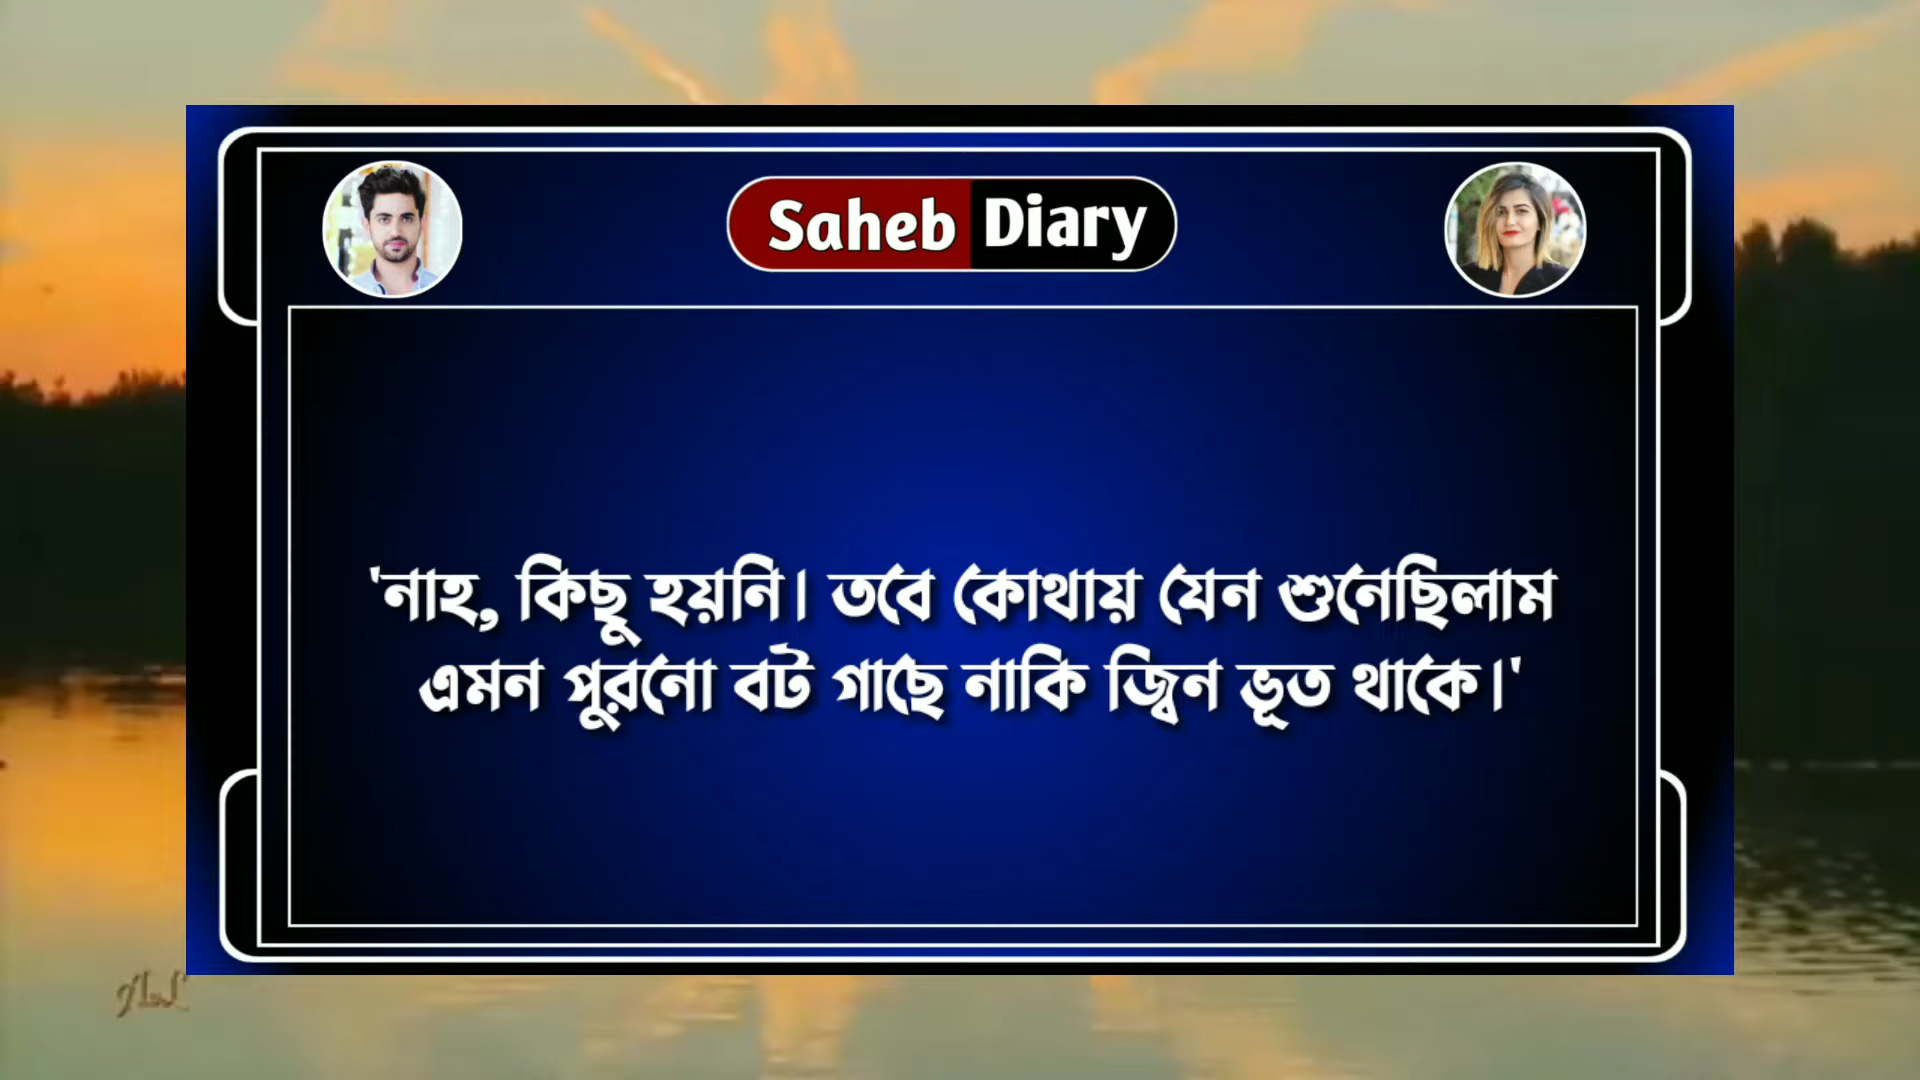 Saheb Diary
'নাহ, কিছু হয়নি। তবে কোথায় যেন শুনেছিলাম
এমন পুরনো বট গাছে নাকি জ্বিন ভূত থাকে।'